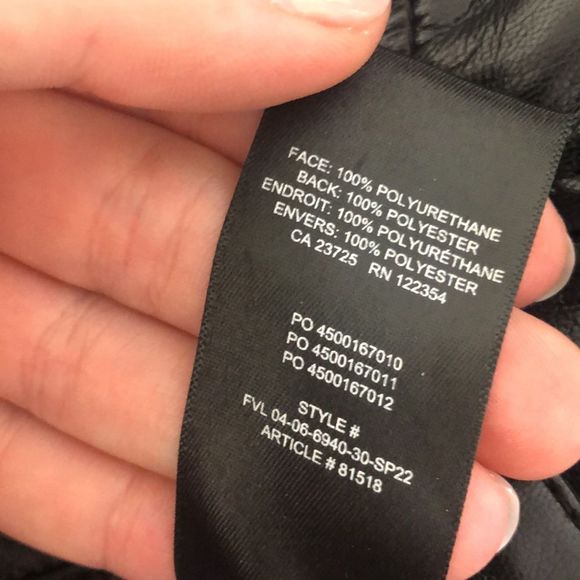 FACE: 100% POLYURETHANE
BACK: 100% POLYESTER
ENDROIT: 100% POLYURÉTHANE
ENVERS: 100% POLYESTER
CA 23725 RN 122354
PO 4500167010
PO 4500167011
PO 4500167012
STYLE #
FVL 04-06-6940-30-SP22
ARTICLE # 81518